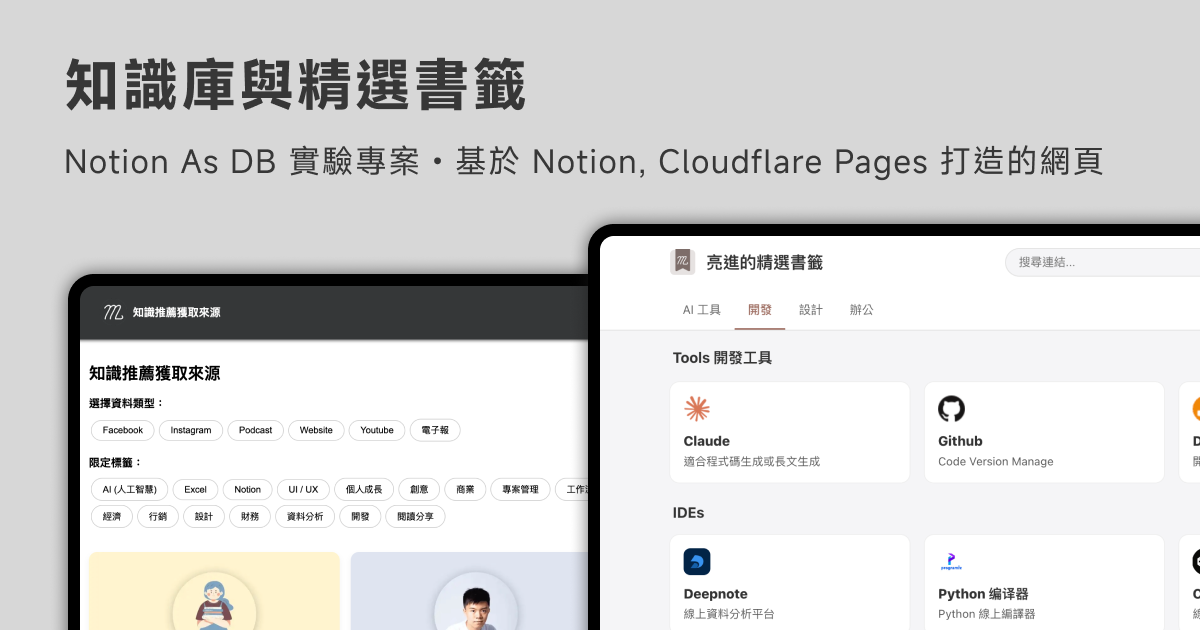 知識庫與精選書籤
Notion As DB 實驗專案・基於 Notion, Cloudflare Pages 打造的網頁
知識推薦獲取來源
知識推薦獲取來源
選擇資料類型：
Facebook Instagram Podcast Website Youtube 電子報
限定標籤：
AI (人工智慧) Excel Notion UI / UX 個人成長 創意 商業 專案管理 工作
經濟 行銷 設計 財務 資料分析 開發 閱讀分享
亮進的精選書籤
搜尋連結...
AI 工具 開發 設計 辦公
Tools 開發工具
Claude
適合程式碼生成或長文生成
Github
Code Version Manage
D
開
IDEs
Deepnote
線上資料分析平台
Python 编译器
Python 線上編譯器
C